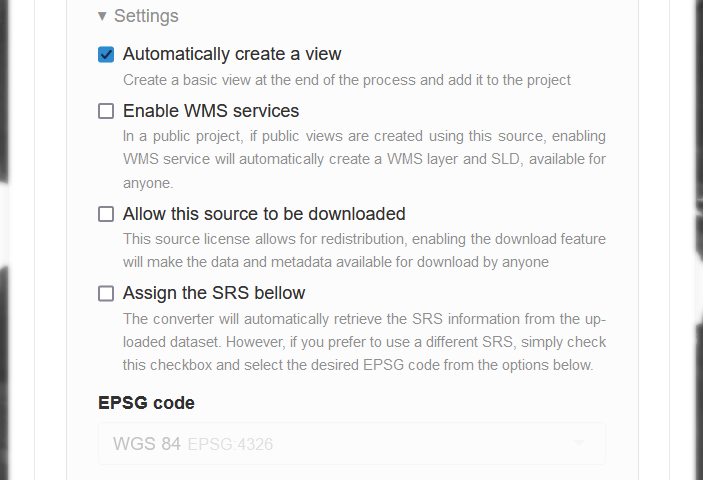 ▼ Settings
Automatically create a view
Create a basic view at the end of the process and add it to the project
Enable WMS services
In a public project, if public views are created using this source, enabling
WMS service will automatically create a WMS layer and SLD, available for
anyone.
Allow this source to be downloaded
This source license allows for redistribution, enabling the download feature
will make the data and metadata available for download by anyone
Assign the SRS bellow
The converter will automatically retrieve the SRS information from the up-
loaded dataset. However, if you prefer to use a different SRS, simply check
this checkbox and select the desired EPSG code from the options below.
EPSG code
WGS 84 EPSG:4326